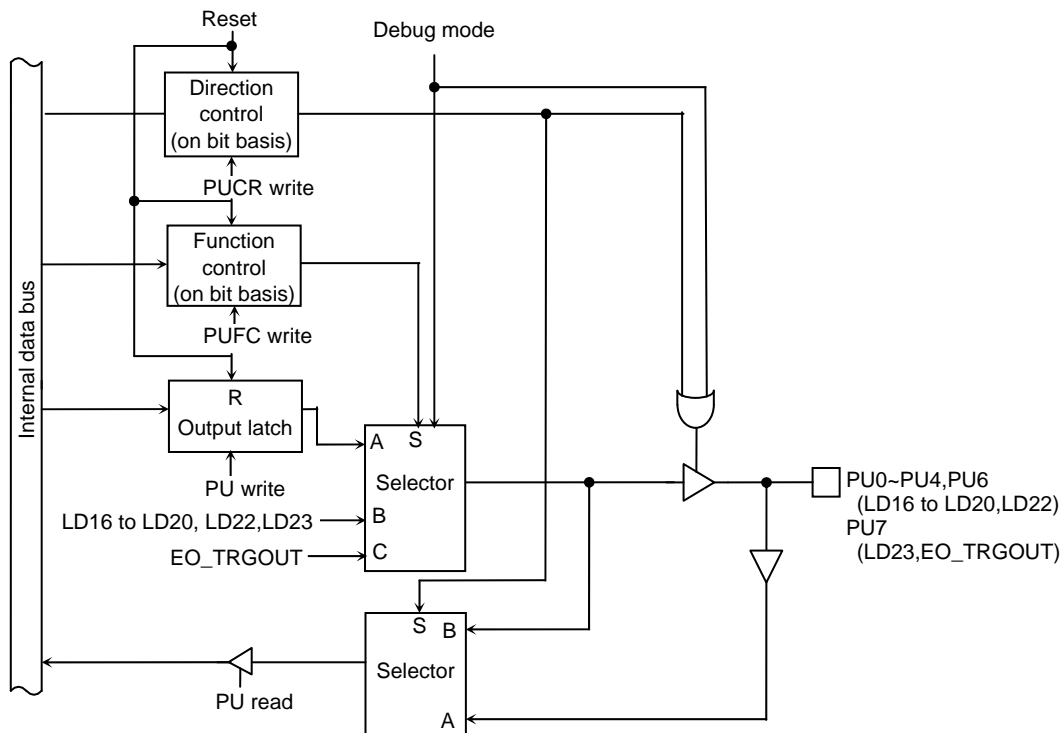 Reset
Debug mode
Direction
control
(on bit basis)
PUCR write
Function
control
(on bit basis)
PUFC write
Internal data bus
R
Output latch
PU write
A
S
Selector
LD16 to LD20, LD22,LD23
B
EO_TRGOUT
C
PU0~PU4,PU6
(LD16 to LD20,LD22)
PU7
(LD23,EO_TRGOUT)
S
B
Selector
A
PU read